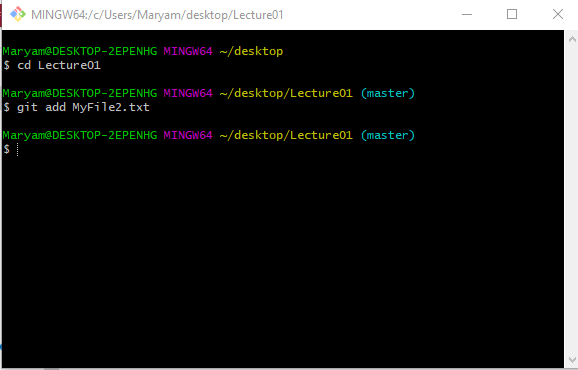 MINGW64:/c/Users/Maryam/desktop/Lecture01
Maryam@DESKTOP-2EPENHG MINGW64 ~/desktop
$ cd Lecture01
Maryam@DESKTOP-2EPENHG MINGW64 ~/desktop/Lecture01 (master)
$ git add MyFile2.txt
Maryam@DESKTOP-2EPENHG MINGW64 ~/desktop/Lecture01 (master)
$